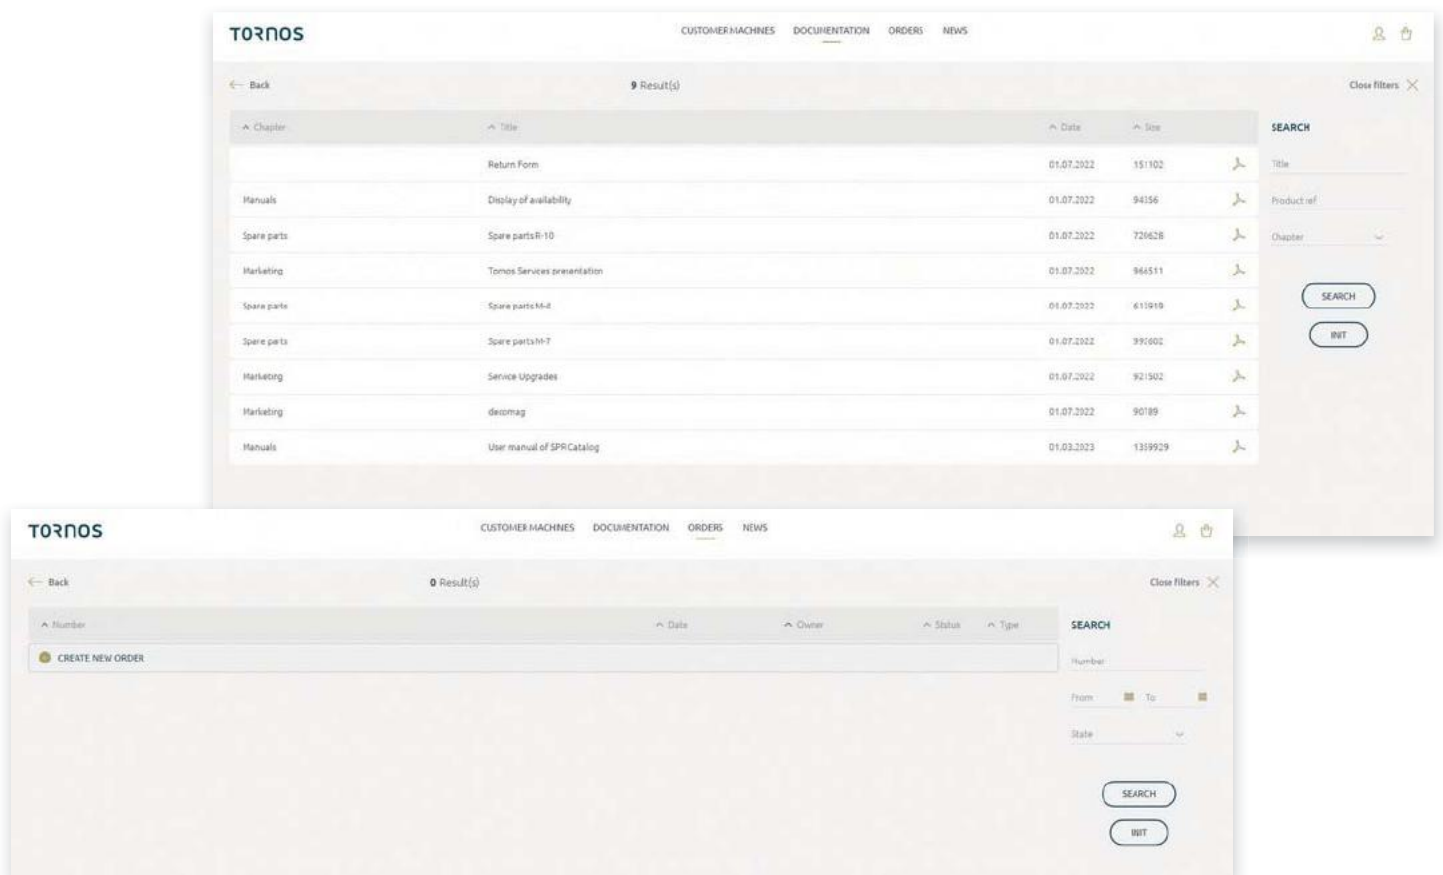 TORNOS
CUSTOMER MACHINES DOCUMENTATION ORDERS NEWS
Back 9 Result(s) Close filters
Chapter Title Date Size SEARCH
Return Form 01.07.2022 151102 Title
Manuals Display of availability 01.07.2022 Product ref
Spare parts Spare parts R-10 01.07.2022 Chapter
Marketing Tornos Services presentation 01.07.2022
Spare parts Spare parts M-8 01.07.2022 SEARCH
Spare parts Spare parts M-7 01.07.2022 INIT
Marketing Service Upgrades 01.07.2022 921502
Marketing decomag 01.07.2022 90189
Manuals User manual of SPR Catalog 01.03.2023 1359929
TORNOS
CUSTOMER MACHINES DOCUMENTATION ORDERS NEWS
Back 0 Result(s) Close filters
Number Date Owner Status Type SEARCH
CREATE NEW ORDER Number
From To
State
SEARCH
INIT